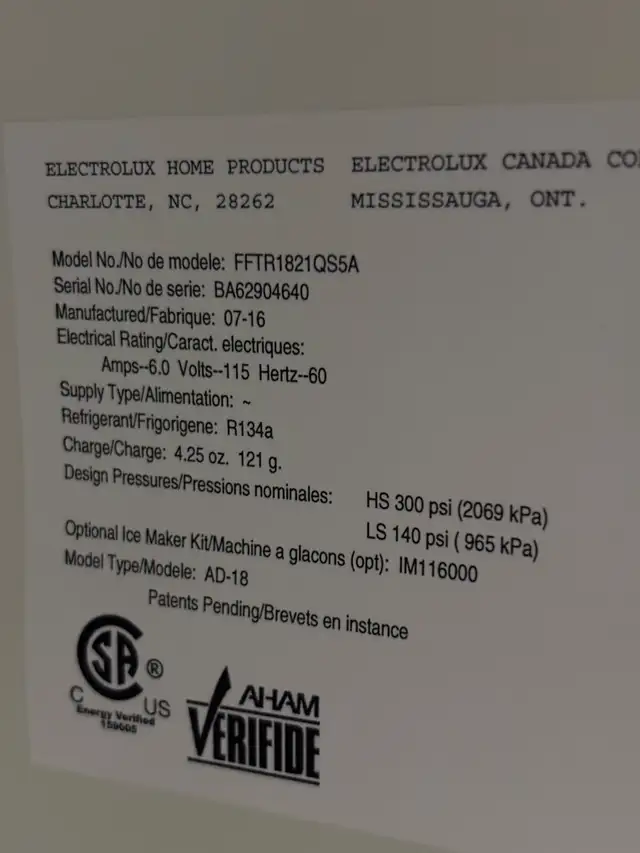 ELECTROLUX HOME PRODUCTS ELECTROLUX CANADA CO
CHARLOTTE, NC, 28262 MISSISSAUGA, ONT.
Model No./No de modele: FFTR1821QS5A
Serial No./No de serie: BA62904640
Manufactured/Fabrique: 07-16
Electrical Rating/Caract. electriques:
Amps--6.0 Volts--115 Hertz--60
Supply Type/Alimentation: ~
Refrigerant/Frigorigene: R134a
Charge/Charge: 4.25 oz. 121 g.
Design Pressures/Pressions nominales: HS 300 psi (2069 kPa)
LS 140 psi ( 965 kPa)
Optional Ice Maker Kit/Machine a glacons (opt): IM116000
Model Type/Modele: AD-18
Patents Pending/Brevets en instance
SA ®
C US
Energy Verified
AHAM
VERIFIDE